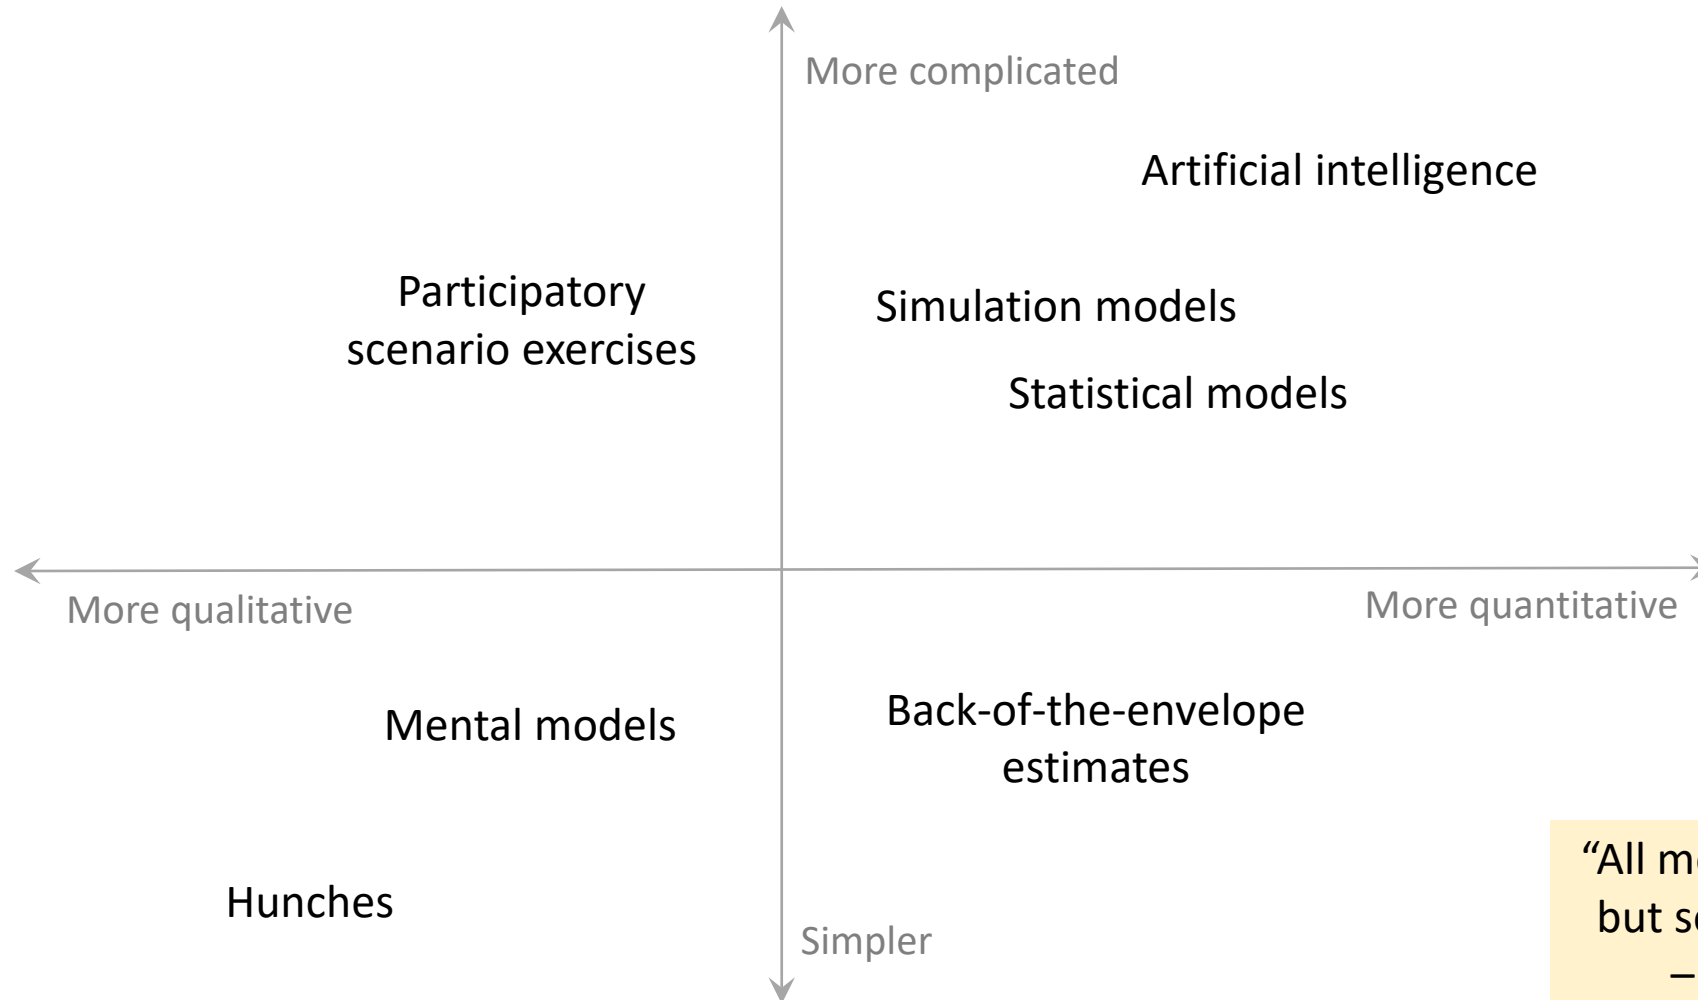 More complicated
Artificial intelligence
Participatory
scenario exercises
Simulation models
Statistical models
More qualitative
More quantitative
Mental models
Back-of-the-envelope
estimates
Hunches
Simpler
“All
but
–